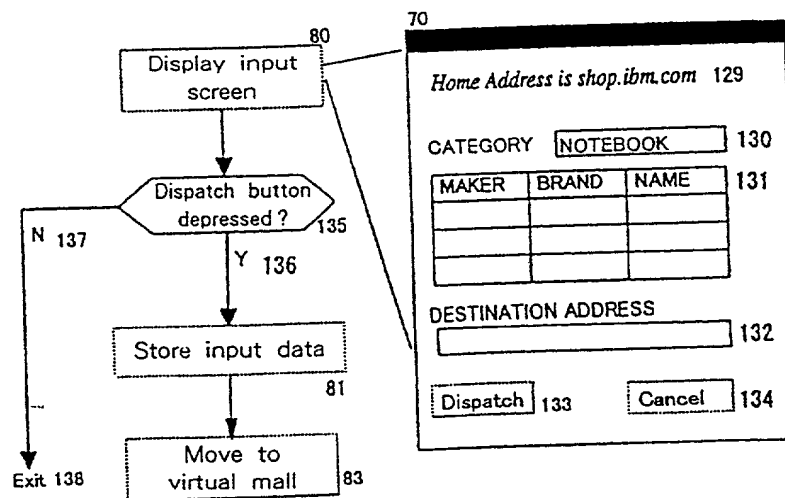 80
Display input
screen
Dispatch button
depressed ?
135
N 137
Y 136
Store input data
81
Move to
virtual mall
83
Exit 138
70
Home Address is shop.ibm.com 129
CATEGORY NOTEBOOK 130
MAKER BRAND NAME 131
DESTINATION ADDRESS
132
Dispatch 133 Cancel 134